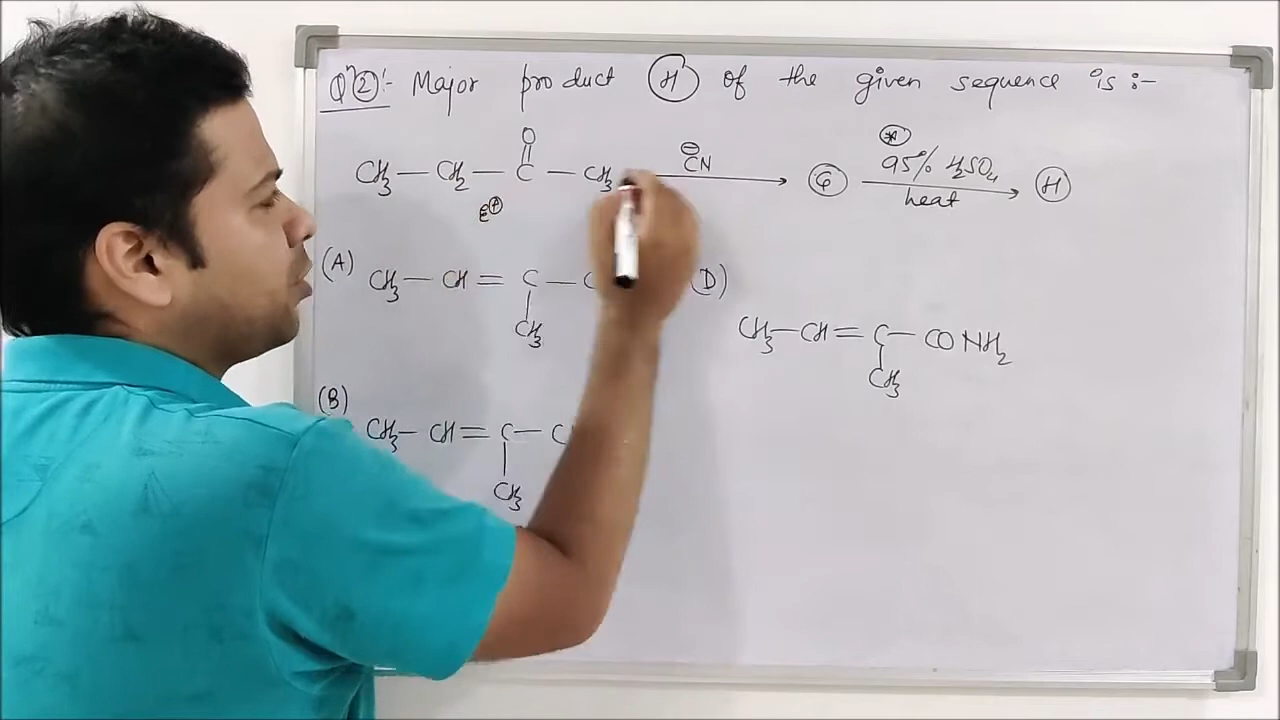 Q(2):- Major product (H) of the given sequence is :-
O
CH3 — CH2 — C — CH3
⊖CN
(G)
95% H2SO4
heat
(H)
E⊕
(A) CH3 — CH = C —
CH3
(D)
CH3 — CH = C — CONH2
CH3
(B)
CH3 — CH = C —
CH3